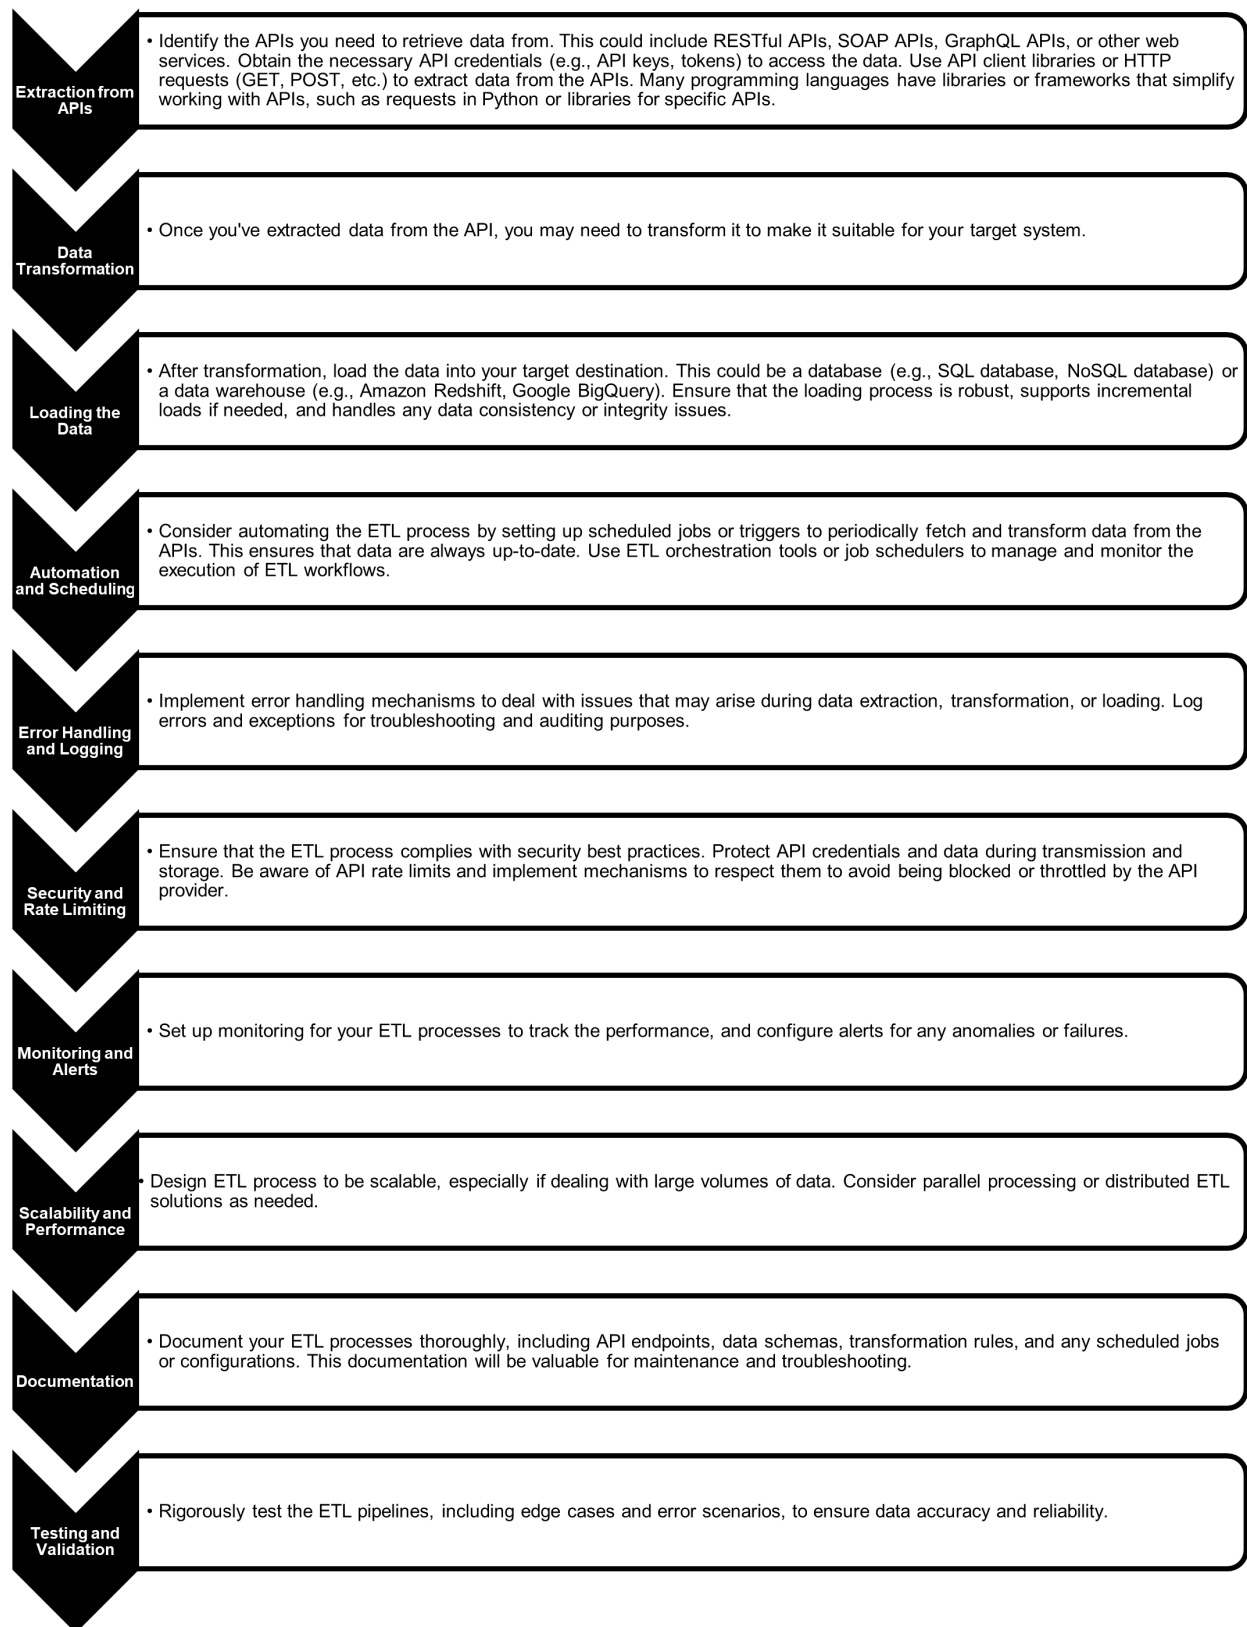 Extraction from
APIs
• Identify the APIs you need to retrieve data from. This could include RESTful APIs, SOAP APIs, GraphQL APIs, or other web
services. Obtain the necessary API credentials (e.g., API keys, tokens) to access the data. Use API client libraries or HTTP
requests (GET, POST, etc.) to extract data from the APIs. Many programming languages have libraries or frameworks that simplify
working with APIs, such as requests in Python or libraries for specific APIs.
Data
Transformation
• Once you've extracted data from the API, you may need to transform it to make it suitable for your target system.
Loading the
Data
• After transformation, load the data into your target destination. This could be a database (e.g., SQL database, NoSQL database) or
a data warehouse (e.g., Amazon Redshift, Google BigQuery). Ensure that the loading process is robust, supports incremental
loads if needed, and handles any data consistency or integrity issues.
Automation
and Scheduling
• Consider automating the ETL process by setting up scheduled jobs or triggers to periodically fetch and transform data from the
APIs. This ensures that data are always up-to-date. Use ETL orchestration tools or job schedulers to manage and monitor the
execution of ETL workflows.
Error Handling
and Logging
• Implement error handling mechanisms to deal with issues that may arise during data extraction, transformation, or loading. Log
errors and exceptions for troubleshooting and auditing purposes.
Security and
Rate Limiting
• Ensure that the ETL process complies with security best practices. Protect API credentials and data during transmission and
storage. Be aware of API rate limits and implement mechanisms to respect them to avoid being blocked or throttled by the API
provider.
Monitoring and
Alerts
• Set up monitoring for your ETL processes to track the performance, and configure alerts for any anomalies or failures.
Scalability and
Performance
• Design ETL process to be scalable, especially if dealing with large volumes of data. Consider parallel processing or distributed ETL
solutions as needed.
Documentation
• Document your ETL processes thoroughly, including API endpoints, data schemas, transformation rules, and any scheduled jobs
or configurations. This documentation will be valuable for maintenance and troubleshooting.
Testing and
Validation
• Rigorously test the ETL pipelines, including edge cases and error scenarios, to ensure data accuracy and reliability.